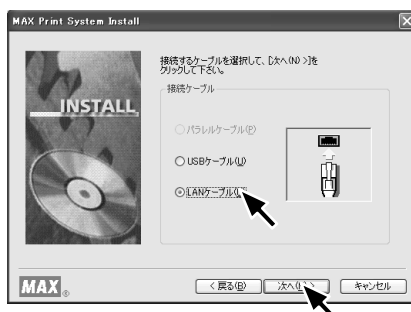 MAX Print System Install
接続するケーブルを選択して、[次へ(N) >]を
クリックして下さい。
INSTALL
接続ケーブル
パラレルケーブル(P)
USBケーブル(U)
LANケーブル
MAX®
< 戻る(B)
次へ
キャンセル